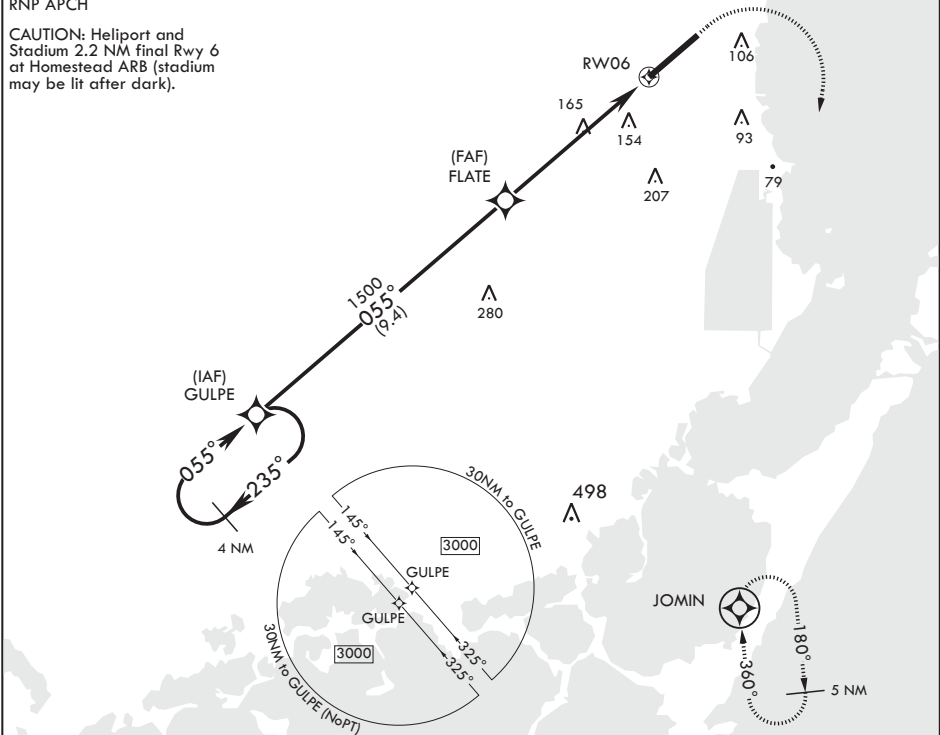 RNP APCH
CAUTION: Heliport and
Stadium 2.2 NM final Rwy 6
at Homestead ARB (stadium
may be lit after dark).
RW06
106
165
154
93
(FAF)
FLATE
207
79
1500
055°
(9.4)
280
(IAF)
GULPE
055°
235°
4 NM
498
30NM to GULPE
145°
145°
3000
GULPE
GULPE
325°
325°
3000
30NM to GULPE (NoPT)
JOMIN
180°
360°
5 NM